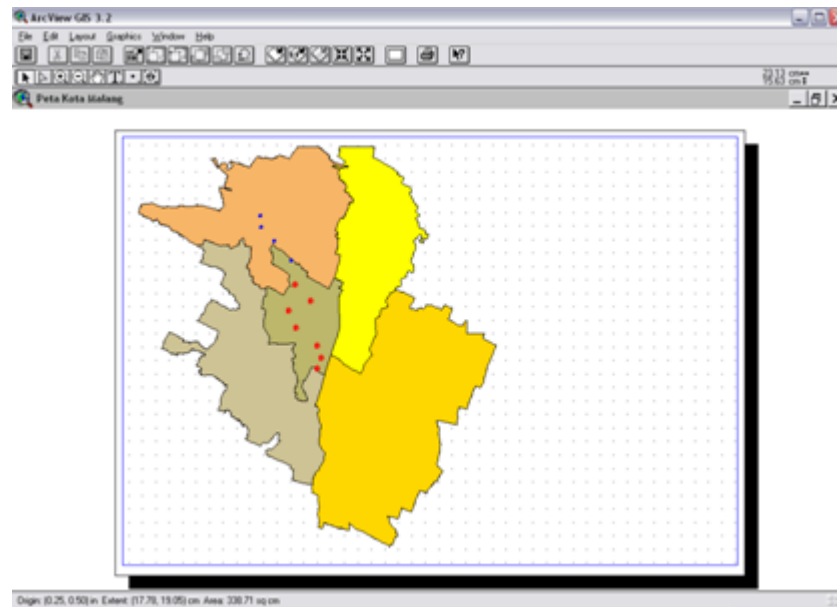 ArcView GIS 3.2
File Edit Layout Graphics Window Help
Peta Kota Malang
Origin: (0.25, 0.50) in Extent: (17.78, 19.05) cm Area: 338.71 sq cm